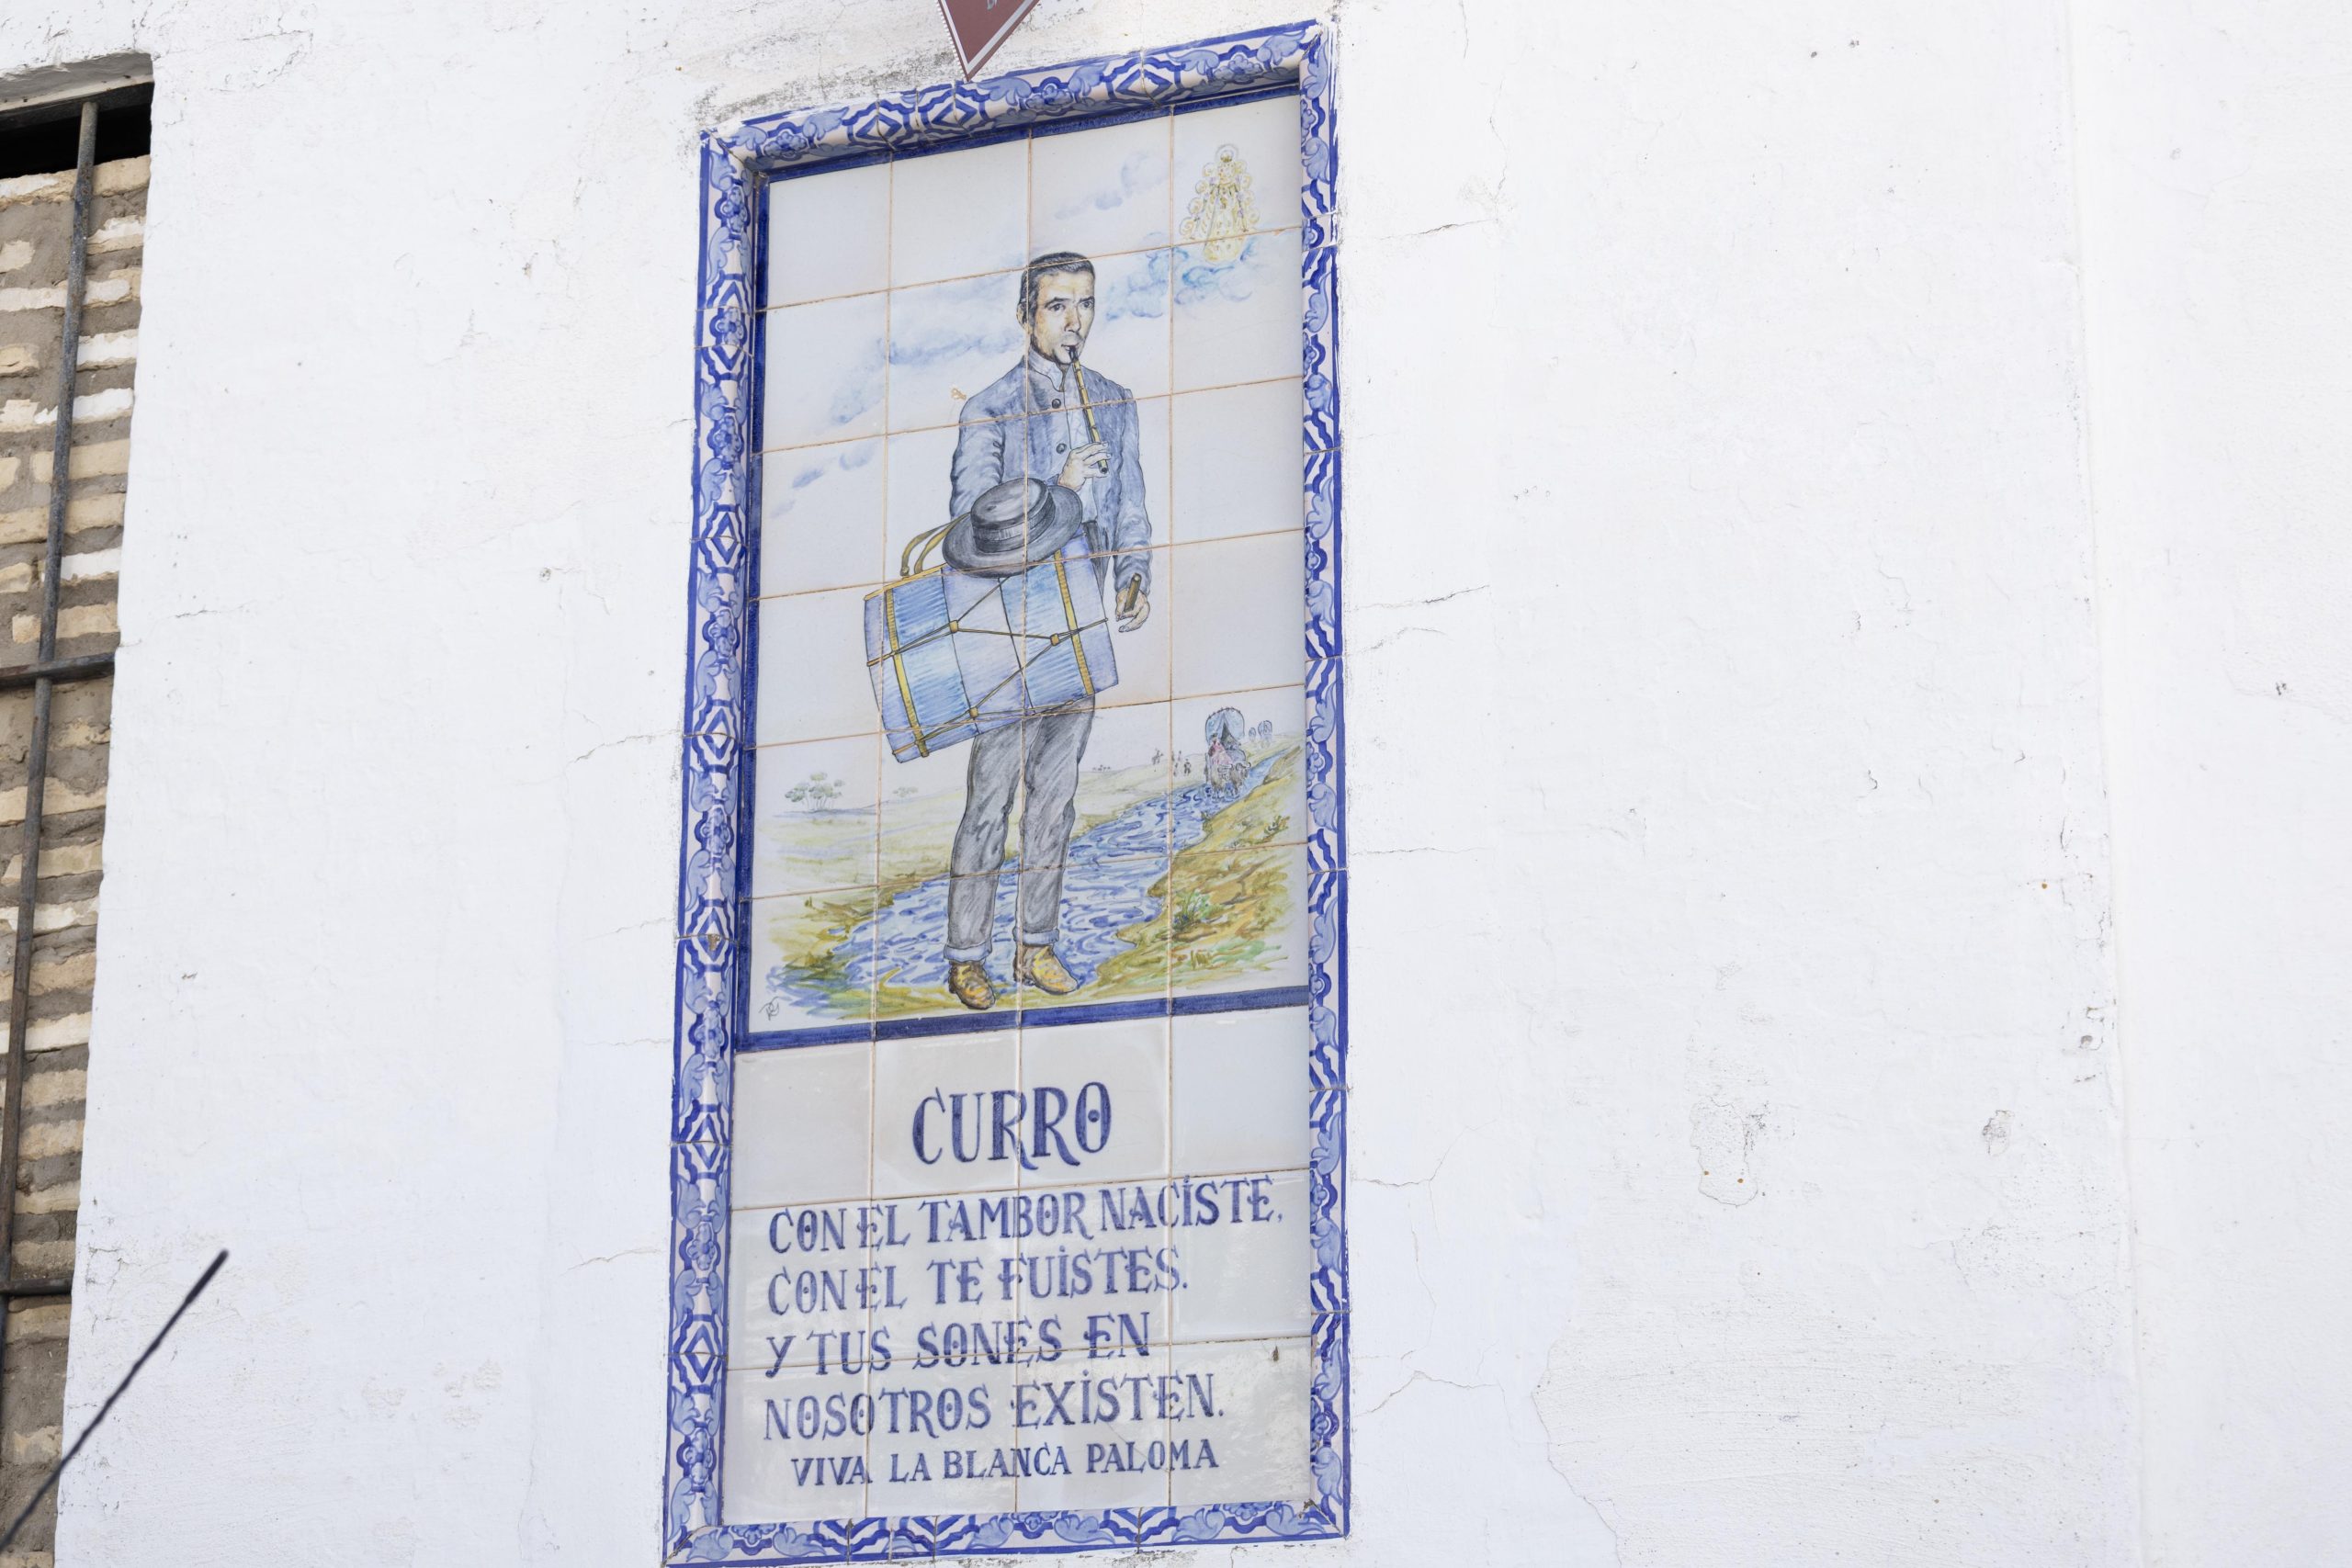 CURRO
CON EL TAMBOR NACISTE,
CON EL TE FUISTES.
Y TUS SONES EN
NOSOTROS EXISTEN.
VIVA LA BLANCA PALOMA